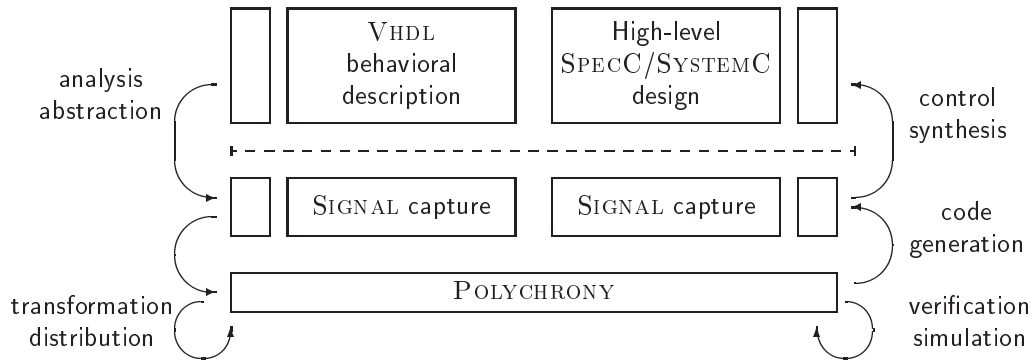 analysis
abstraction
VHDL
behavioral
description
High-level
SPECC/SYSTEMC
design
control
synthesis
SIGNAL capture
SIGNAL capture
code
generation
transformation
distribution
POLYCHRONY
verification
simulation